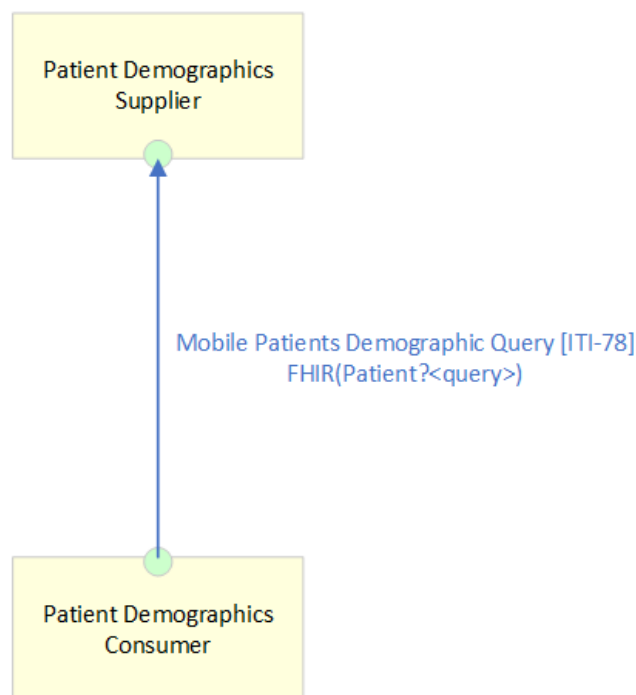 Patient Demographics
Supplier
Mobile Patients Demographic Query [ITI-78]
FHIR(Patient?<query>)
Patient Demographics
Consumer